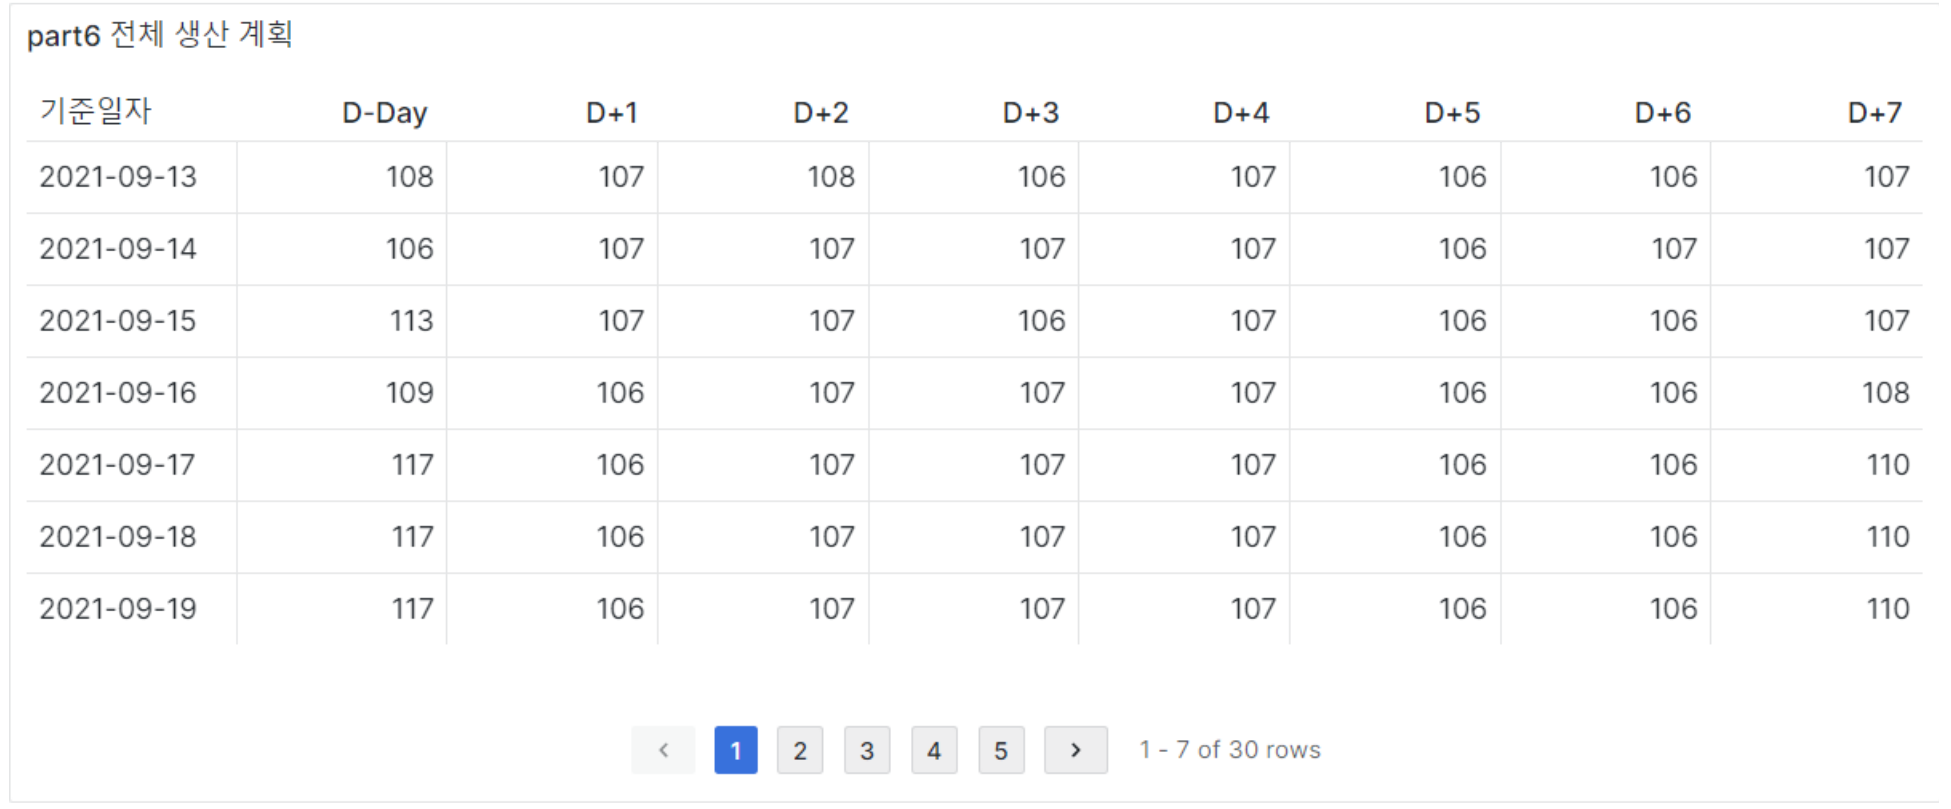 part6 전체 생산 계획
기준일자 D-Day D+1 D+2 D+3 D+4 D+5 D+6 D+7
2021-09-13 108 107 108 106 107 106 106 107
2021-09-14 106 107 107 107 107 106 107 107
2021-09-15 113 107 107 106 107 106 106 107
2021-09-16 109 106 107 107 107 106 106 108
2021-09-17 117 106 107 107 107 106 106 110
2021-09-18 117 106 107 107 107 106 106 110
2021-09-19 117 106 107 107 107 106 106 110
‹ 1 2 3 4 5 › 1 - 7 of 30 rows